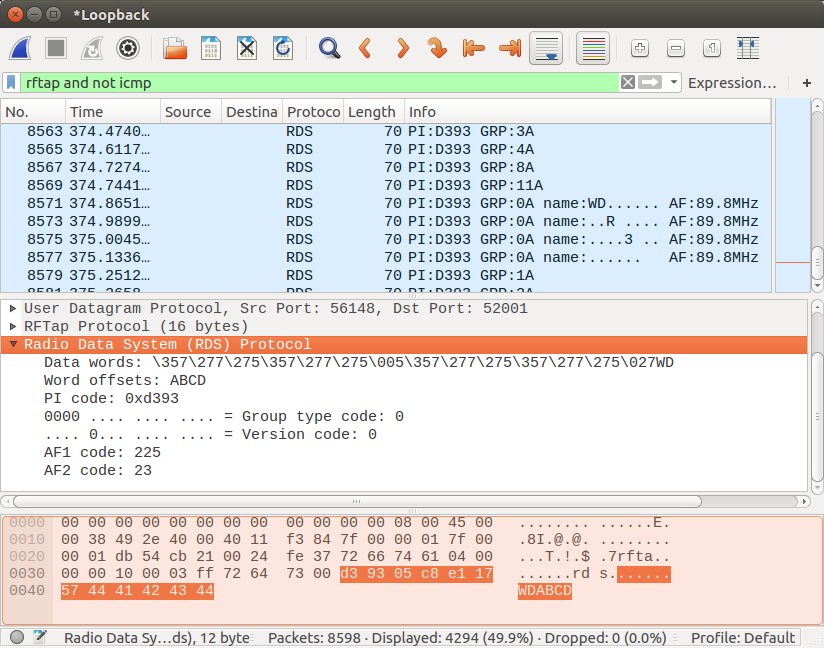 *Loopback
rftap and not icmp Expression… +
No. Time Source Destina Protoco Length Info
8563 374.4740… RDS 70 PI:D393 GRP:3A
8565 374.6117… RDS 70 PI:D393 GRP:4A
8567 374.7274… RDS 70 PI:D393 GRP:8A
8569 374.7441… RDS 70 PI:D393 GRP:11A
8571 374.8651… RDS 70 PI:D393 GRP:0A name:WD...... AF:89.8MHz
8573 374.9899… RDS 70 PI:D393 GRP:0A name:..R .... AF:89.8MHz
8575 375.0045… RDS 70 PI:D393 GRP:0A name:....3 .. AF:89.8MHz
8577 375.1336… RDS 70 PI:D393 GRP:0A name:...... AF:89.8MHz
8579 375.2512… RDS 70 PI:D393 GRP:1A
User Datagram Protocol, Src Port: 56148, Dst Port: 52001
RFTap Protocol (16 bytes)
Radio Data System (RDS) Protocol
Data words: \357\277\275\357\277\275\005\357\277\275\357\277\275\027WD
Word offsets: ABCD
PI code: 0xd393
0000 .... .... .... = Group type code: 0
.... 0... .... .... = Version code: 0
AF1 code: 225
AF2 code: 23
0000 00 00 00 00 00 00 00 00 00 00 00 00 08 00 45 00 ........ ......E.
0010 00 38 49 2e 40 00 40 11 f3 84 7f 00 00 01 7f 00 .8I.@.@. ........
0020 00 01 db 54 cb 21 00 24 fe 37 72 66 74 61 04 00 ...T.!.$ .7rfta..
0030 00 00 10 00 03 ff 72 64 73 00 d3 93 05 c8 e1 17 ......rd s.......
0040 57 44 41 42 43 44 WDABCD
Radio Data Sy…ds), 12 byte Packets: 8598 · Displayed: 4294 (49.9%) · Dropped: 0 (0.0%) Profile: Default